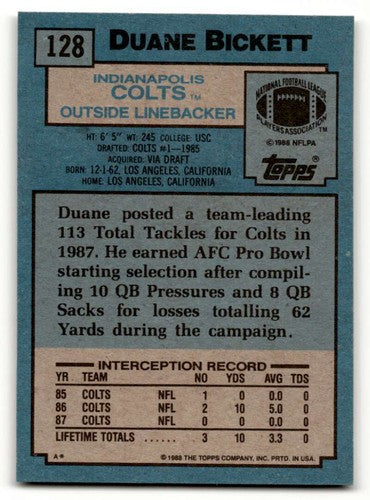 128
DUANE BICKETT
INDIANAPOLIS
COLTS TM
OUTSIDE LINEBACKER
NATIONAL FOOTBALL LEAGUE
PLAYERS ASSOCIATION
© 1988 NFLPA
Topps®
HT: 6' 5" WT: 245 COLLEGE: USC
DRAFTED: COLTS #1—1985
ACQUIRED: VIA DRAFT
BORN: 12-1-62, LOS ANGELES, CALIFORNIA
HOME: LOS ANGELES, CALIFORNIA
Duane posted a team-leading
113 Total Tackles for Colts in
1987. He earned AFC Pro Bowl
starting selection after compil-
ing 10 QB Pressures and 8 QB
Sacks for losses totalling 62
Yards during the campaign.
INTERCEPTION RECORD
YR TEAM NO YDS AVG TDS
85 COLTS NFL 1 0 0.0 0
86 COLTS NFL 2 10 5.0 0
87 COLTS NFL 0 0 0.0 0
LIFETIME TOTALS ...... 3 10 3.3 0
A* © 1988 THE TOPPS COMPANY, INC. PRTD. IN U.S.A.